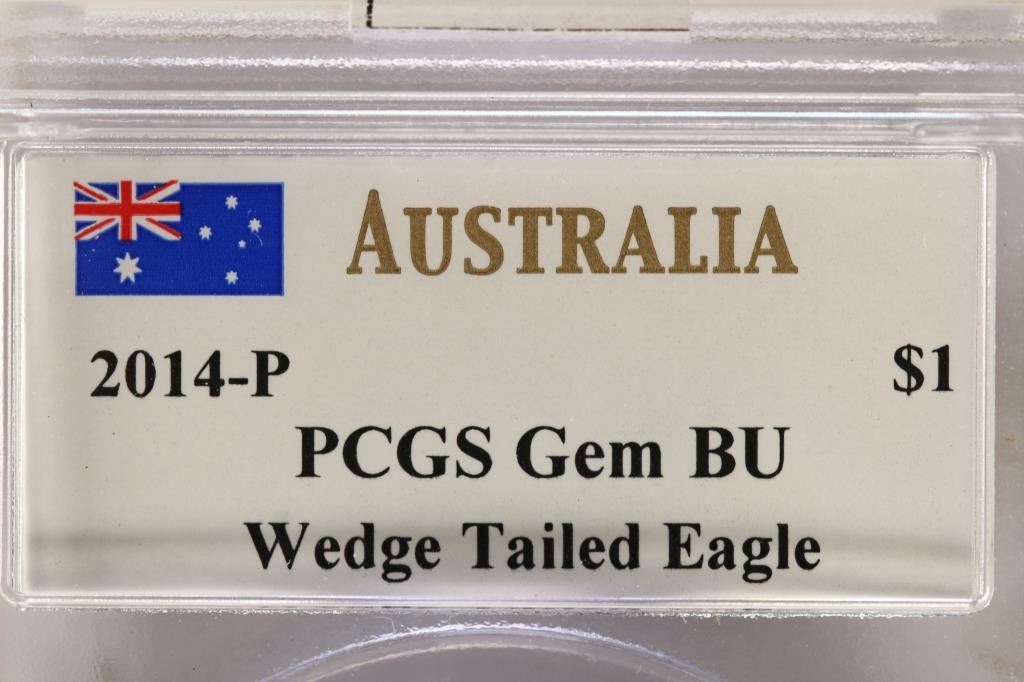 AUSTRALIA
2014-P $1
PCGS Gem BU
Wedge Tailed Eagle